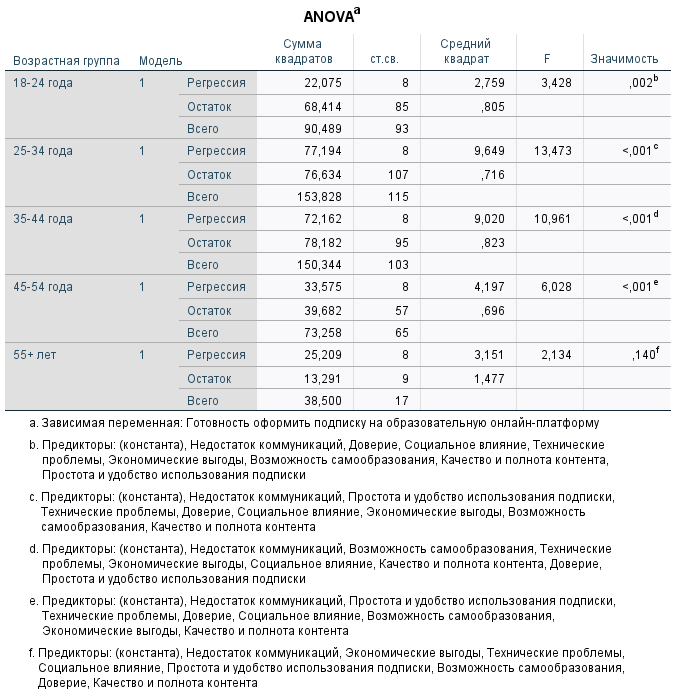 ANOVAa
Возрастная группа Модель Сумма квадратов ст.св. Средний квадрат F Значимость
18-24 года 1 Регрессия 22,075 8 2,759 3,428 ,002b
Остаток 68,414 85 ,805
Всего 90,489 93
25-34 года 1 Регрессия 77,194 8 9,649 13,473 <,001c
Остаток 76,634 107 ,716
Всего 153,828 115
35-44 года 1 Регрессия 72,162 8 9,020 10,961 <,001d
Остаток 78,182 95 ,823
Всего 150,344 103
45-54 года 1 Регрессия 33,575 8 4,197 6,028 <,001e
Остаток 39,682 57 ,696
Всего 73,258 65
55+ лет 1 Регрессия 25,209 8 3,151 2,134 ,140f
Остаток 13,291 9 1,477
Всего 38,500 17
a. Зависимая переменная: Готовность оформить подписку на образовательную онлайн-платформу
b. Предикторы: (константа), Недостаток коммуникаций, Доверие, Социальное влияние, Технические
проблемы, Экономические выгоды, Возможность самообразования, Качество и полнота контента,
Простота и удобство использования подписки
c. Предикторы: (константа), Недостаток коммуникаций, Простота и удобство использования подписки,
Технические проблемы, Доверие, Социальное влияние, Экономические выгоды, Возможность
самообразования, Качество и полнота контента
d. Предикторы: (константа), Недостаток коммуникаций, Возможность самообразования, Технические
проблемы, Экономические выгоды, Социальное влияние, Качество и полнота контента, Доверие,
Простота и удобство использования подписки
e. Предикторы: (константа), Недостаток коммуникаций, Простота и удобство использования подписки,
Технические проблемы, Доверие, Социальное влияние, Возможность самообразования,
Экономические выгоды, Качество и полнота контента
f. Предикторы: (константа), Недостаток коммуникаций, Экономические выгоды, Технические проблемы,
Социальное влияние, Простота и удобство использования подписки, Возможность самообразования,
Доверие, Качество и полнота контента